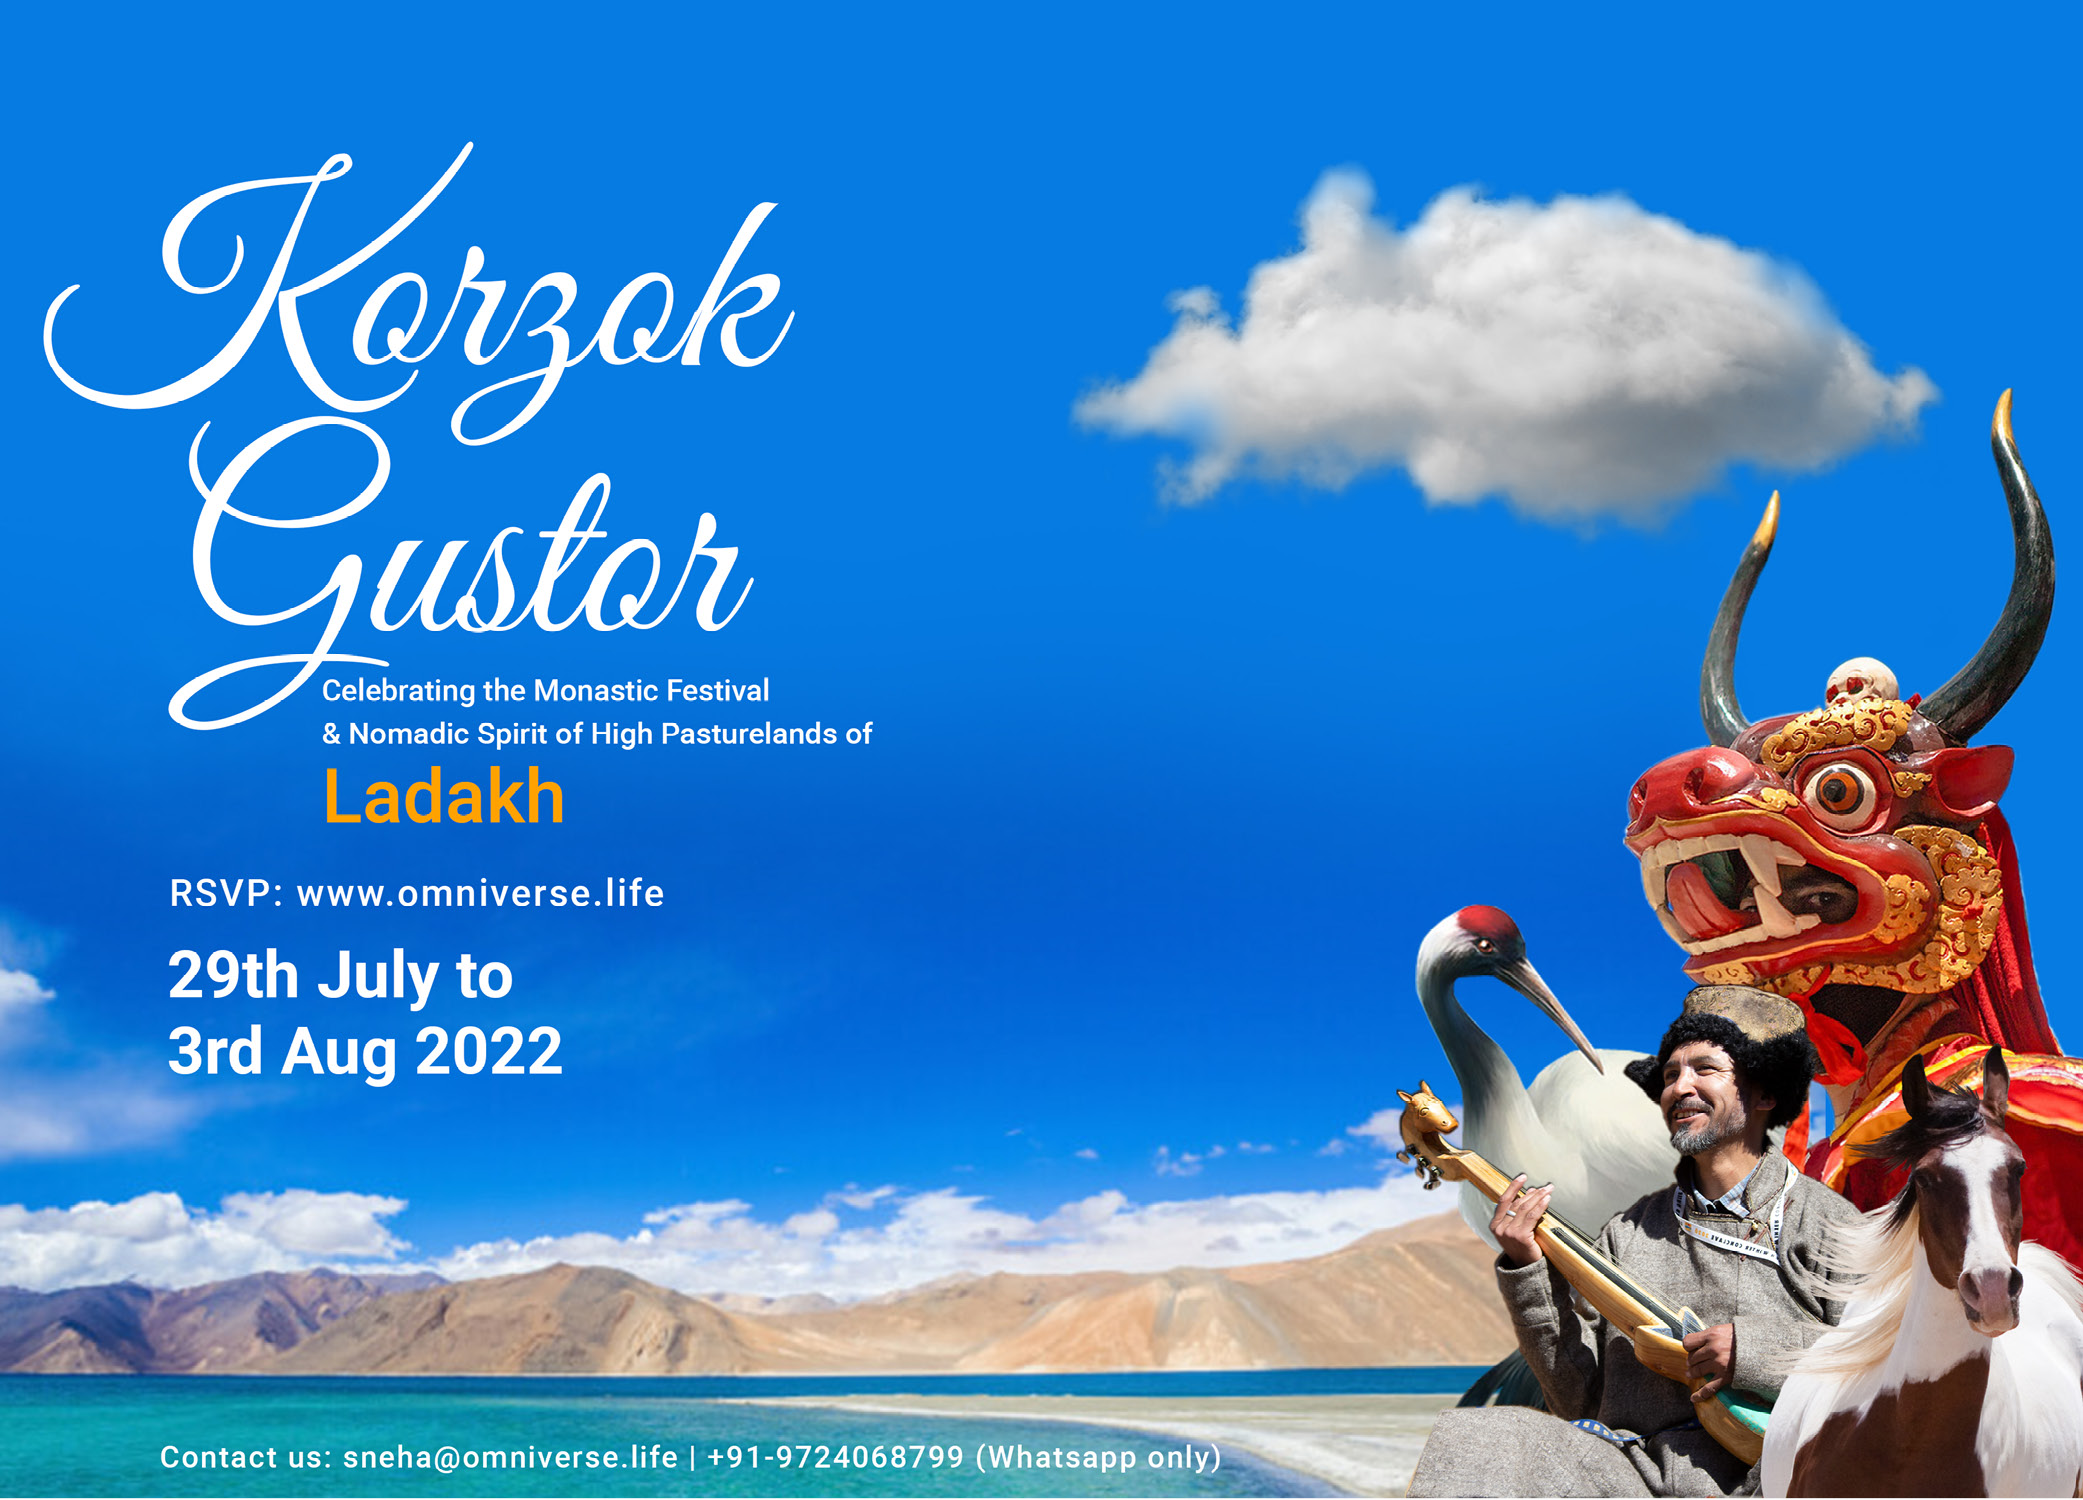 Korzok
Gustor
Celebrating the Monastic Festival
& Nomadic Spirit of High Pasturelands of
Ladakh
RSVP: www.omniverse.life
29th July to
3rd Aug 2022
Contact us: sneha@omniverse.life | +91-9724068799 (Whatsapp only)